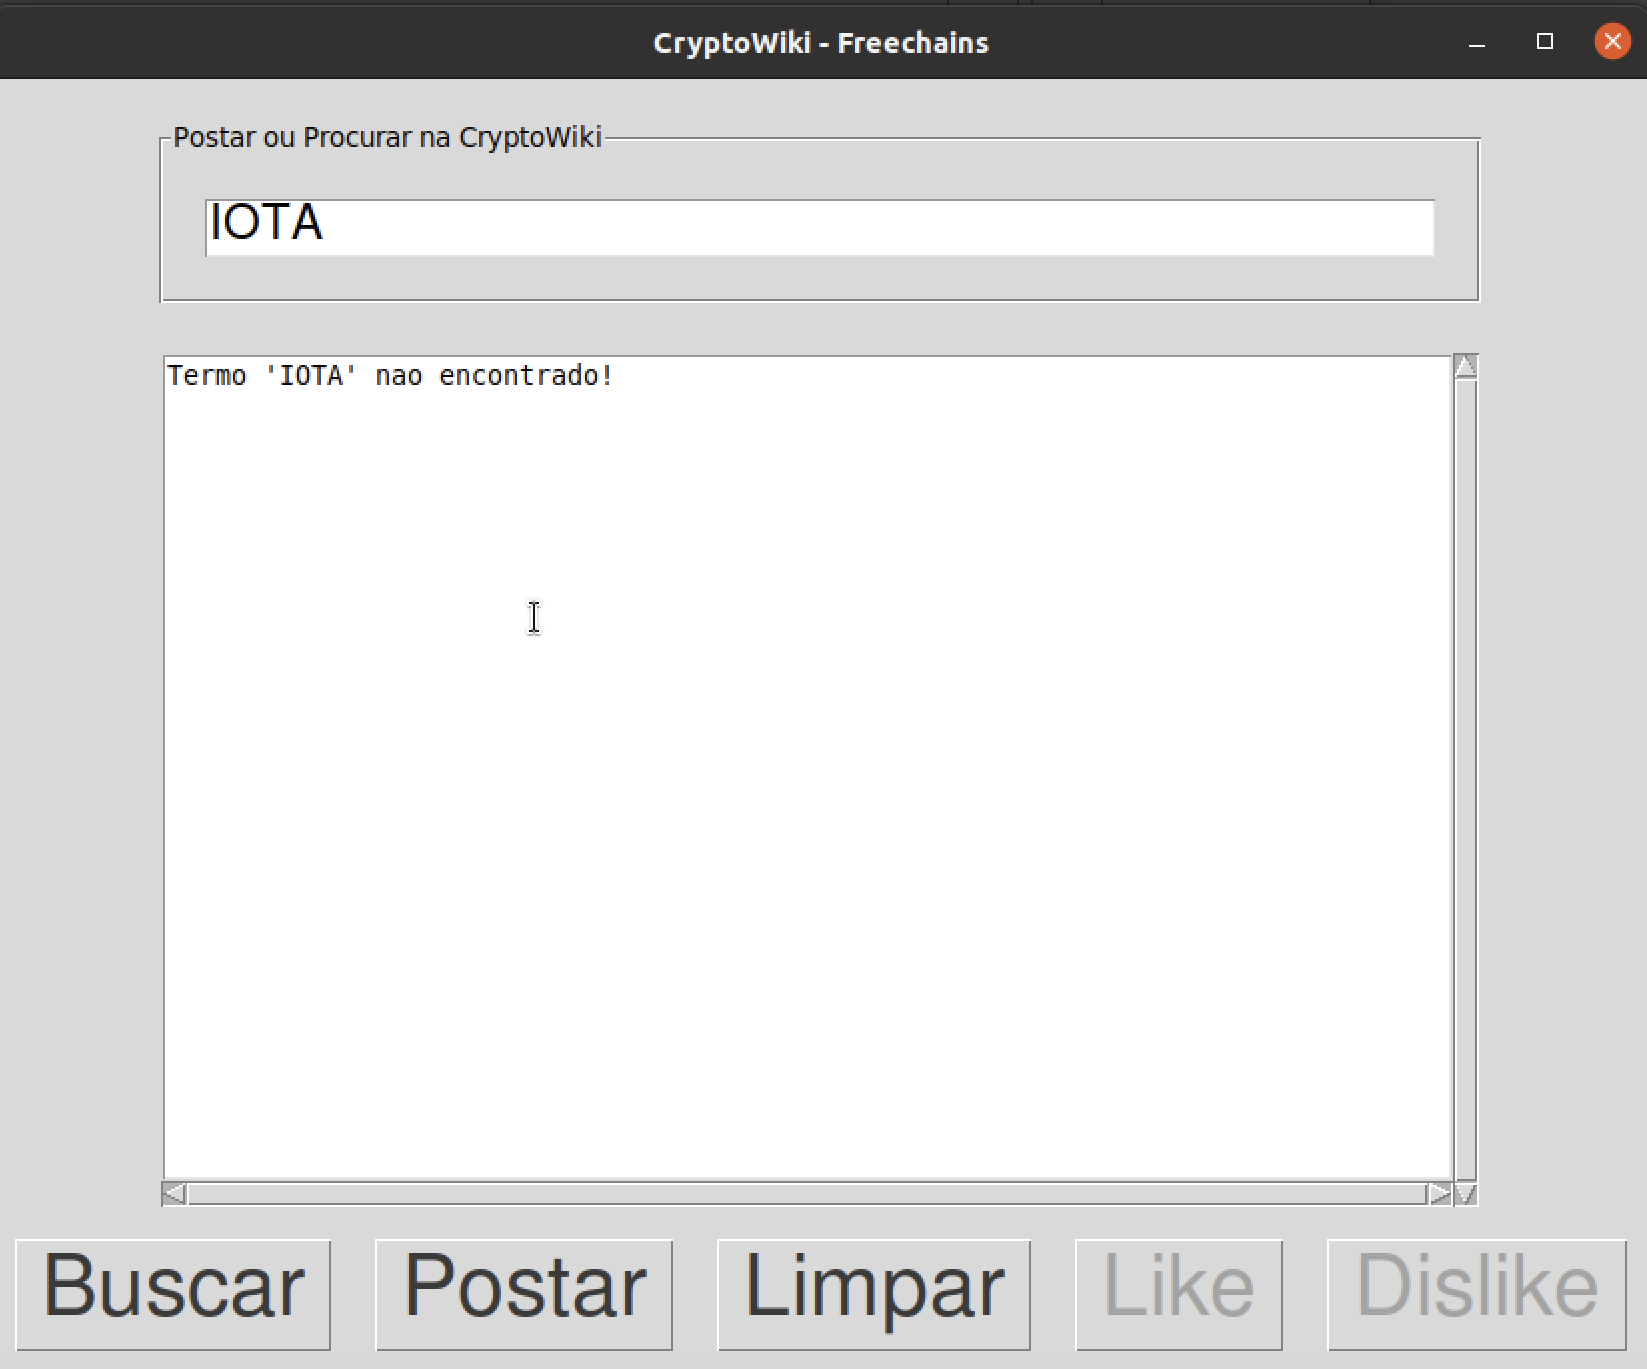 CryptoWiki - Freechains
Postar ou Procurar na CryptoWiki
IOTA
Termo 'IOTA' nao encontrado!
Buscar Postar Limpar Like Dislike